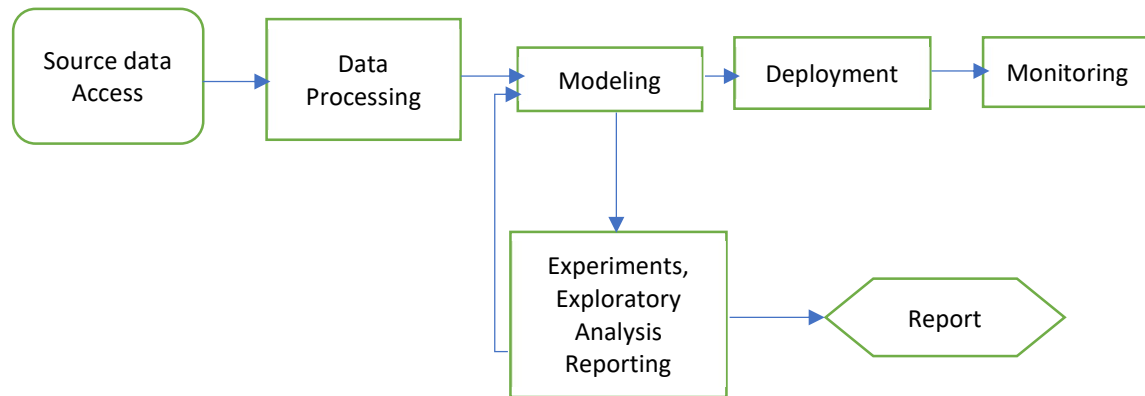 Source data
Access
Data
Processing
Modeling
Deployment
Monitoring
Experiments,
Exploratory
Analysis
Reporting
Report